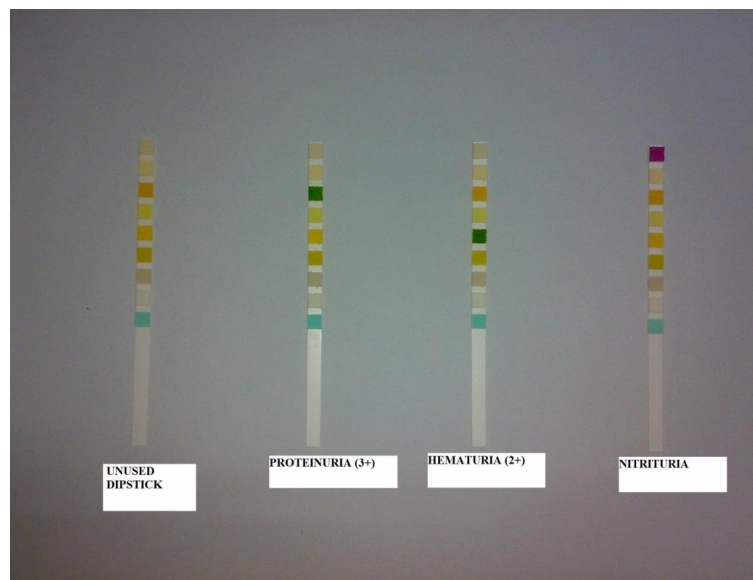 UNUSED
DIPSTICK
PROTEINURIA (3+)
HEMATURIA (2+)
NITRITURIA